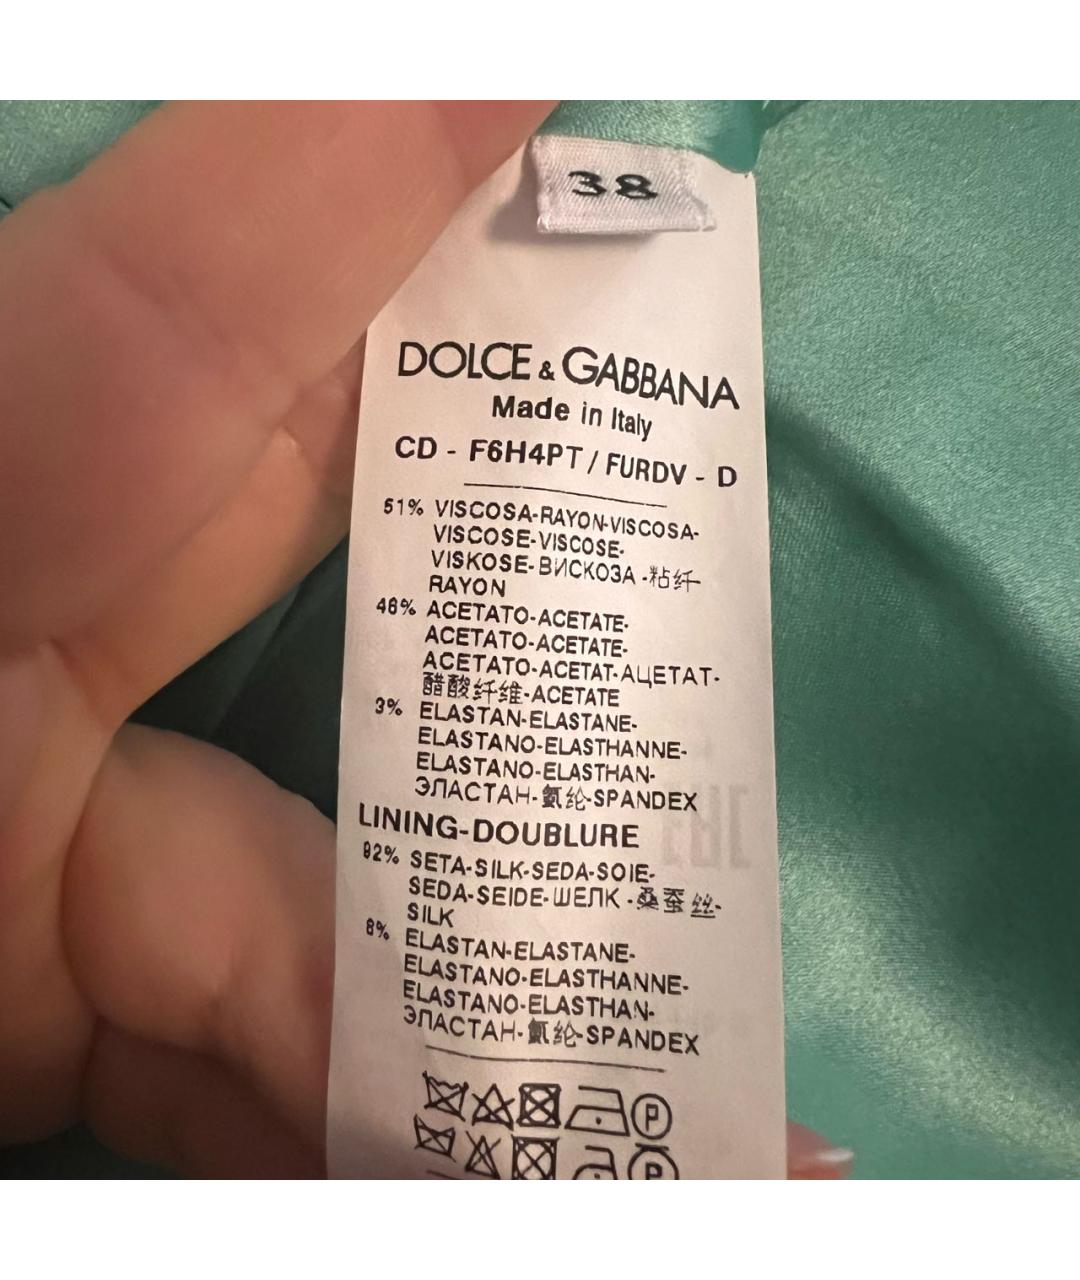 38
DOLCE & GABBANA
Made in Italy
CD - F6H4PT / FURDV - D
51% VISCOSA-RAYON-VISCOSA-
VISCOSE-VISCOSE-
VISKOSE-ВИСКОЗА-粘纤-
RAYON
46% ACETATO-ACETATE-
ACETATO-ACETATE-
ACETATO-ACETAT-АЦЕТАТ-
醋酸纤维-ACETATE
3% ELASTAN-ELASTANE-
ELASTANO-ELASTHANNE-
ELASTANO-ELASTHAN-
ЭЛАСТАН-氨纶-SPANDEX
LINING-DOUBLURE
92% SETA-SILK-SEDA-SOIE-
SEDA-SEIDE-ШЕЛК-桑蚕丝-
SILK
8% ELASTAN-ELASTANE-
ELASTANO-ELASTHANNE-
ELASTANO-ELASTHAN-
ЭЛАСТАН-氨纶-SPANDEX
P
P